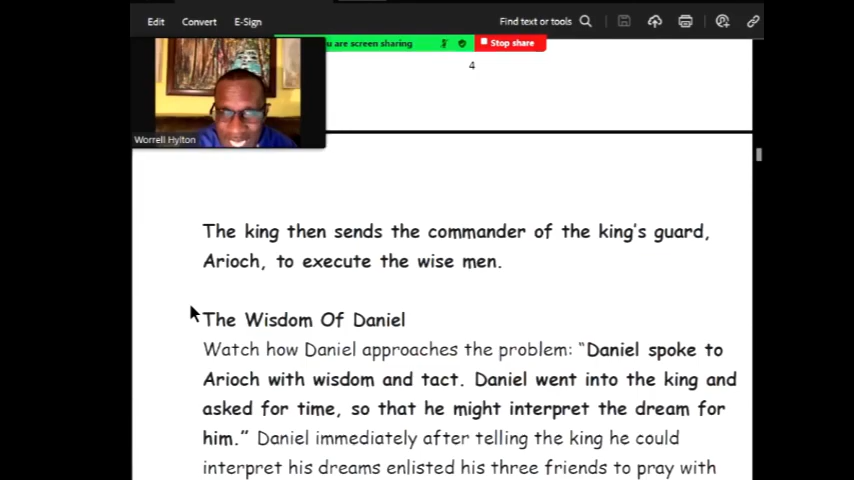 Edit Convert E-Sign Find text or tools
u are screen sharing Stop share
4
Worrell Hylton
The king then sends the commander of the king's guard,
Arioch, to execute the wise men.
The Wisdom Of Daniel
Watch how Daniel approaches the problem: “Daniel spoke to
Arioch with wisdom and tact. Daniel went into the king and
asked for time, so that he might interpret the dream for
him.” Daniel immediately after telling the king he could
interpret his dreams enlisted his three friends to pray with